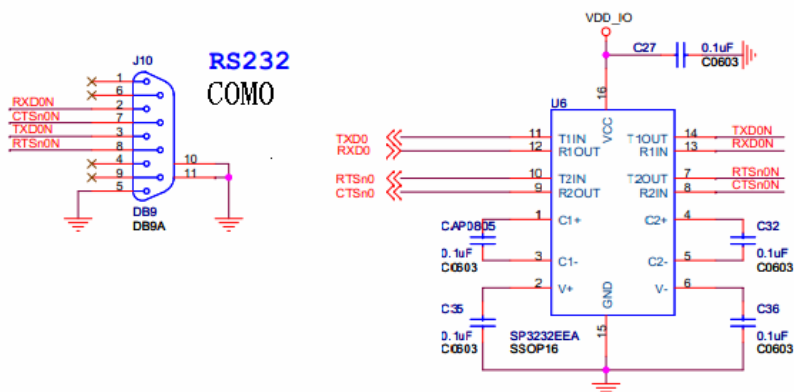 RS232
COMO
J10
1
6
RXD0N
2
CTSn0N
7
TXD0N
3
RTSn0N
8
4
10
9
11
5
DB9
DB9A
VDD_IO
C27
0.1uF
C0603
U6
16
VCC
TXD0
11
T1IN
T1OUT
14
TXD0N
RXD0
12
R1OUT
R1IN
13
RXD0N
RTSn0
10
T2IN
T2OUT
7
RTSn0N
CTSn0
9
R2OUT
R2IN
8
CTSn0N
CAP0805
1
C1+
C2+
4
C32
0.1uF
C0603
3
C1-
C2-
5
0.1uF
C0603
2
V+
V-
6
GND
15
C35
0.1uF
C0603
C36
0.1uF
C0603
SP3232EEA
SSOP16